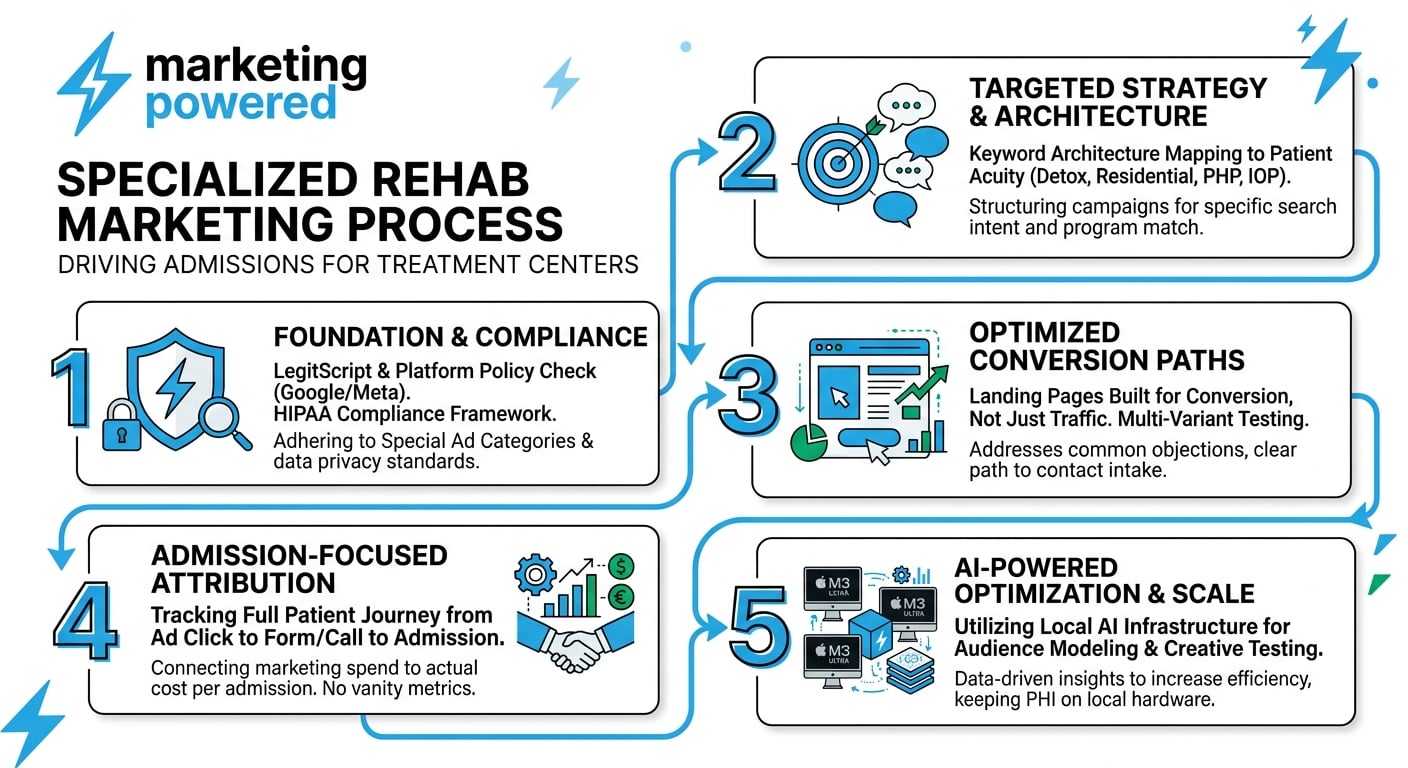 marketing
powered
SPECIALIZED REHAB
MARKETING PROCESS
DRIVING ADMISSIONS FOR TREATMENT CENTERS
1
FOUNDATION & COMPLIANCE
LegitScript & Platform Policy Check
(Google/Meta).
HIPAA Compliance Framework.
Adhering to Special Ad Categories &
data privacy standards.
2
TARGETED STRATEGY
& ARCHITECTURE
Keyword Architecture Mapping to Patient
Acuity (Detox, Residential, PHP, IOP).
Structuring campaigns for specific search
intent and program match.
3
OPTIMIZED
CONVERSION PATHS
Landing Pages Built for Conversion,
Not Just Traffic. Multi-Variant Testing.
Addresses common objections, clear
path to contact intake.
4
ADMISSION-FOCUSED
ATTRIBUTION
Tracking Full Patient Journey from
Ad Click to Form/Call to Admission.
Connecting marketing spend to actual
cost per admission. No vanity metrics.
$
€
5
M3
M3
ULTRA
M3
ULTRA
AI-POWERED
OPTIMIZATION & SCALE
Utilizing Local AI Infrastructure for
Audience Modeling & Creative Testing.
Data-driven insights to increase efficiency,
keeping PHI on local hardware.